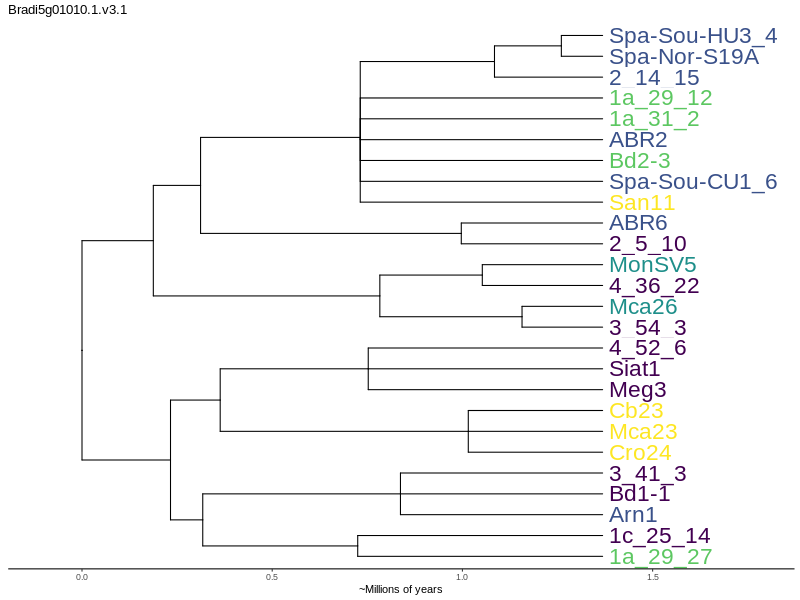 Bradi5g01010.1.v3.1
Spa-Sou-HU3_4
Spa-Nor-S19A
2_14_15
1a_29_12
1a_31_2
ABR2
Bd2-3
Spa-Sou-CU1_6
San11
ABR6
2_5_10
MonSV5
4_36_22
Mca26
3_54_3
4_52_6
Siat1
Meg3
Cb23
Mca23
Cro24
3_41_3
Bd1-1
Arn1
1c_25_14
1a_29_27
0.0 0.5 1.0 1.5
~Millions of years